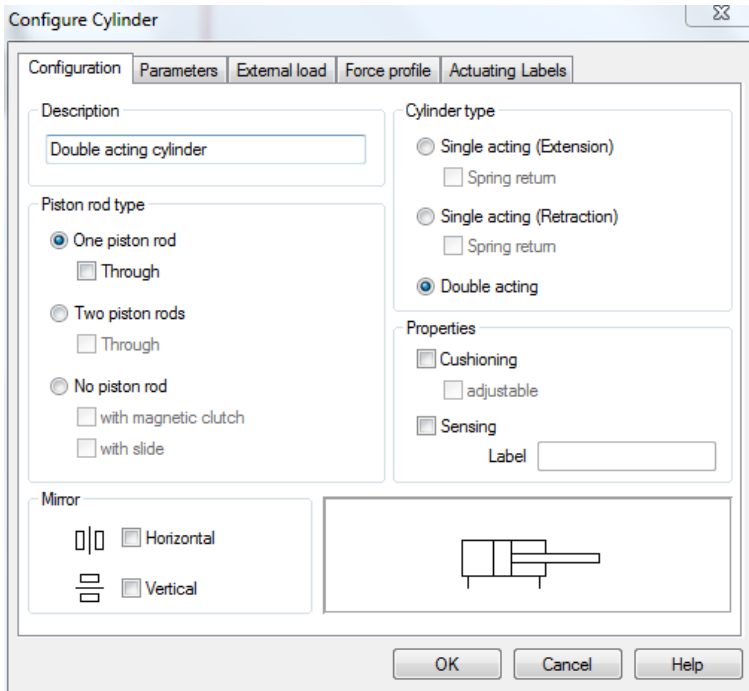 Configure Cylinder
Configuration Parameters External load Force profile Actuating Labels
Description
Double acting cylinder
Piston rod type
One piston rod
Through
Two piston rods
Through
No piston rod
with magnetic clutch
with slide
Cylinder type
Single acting (Extension)
Spring return
Single acting (Retraction)
Spring return
Double acting
Properties
Cushioning
adjustable
Sensing
Label
Mirror
Horizontal
Vertical
OK Cancel Help